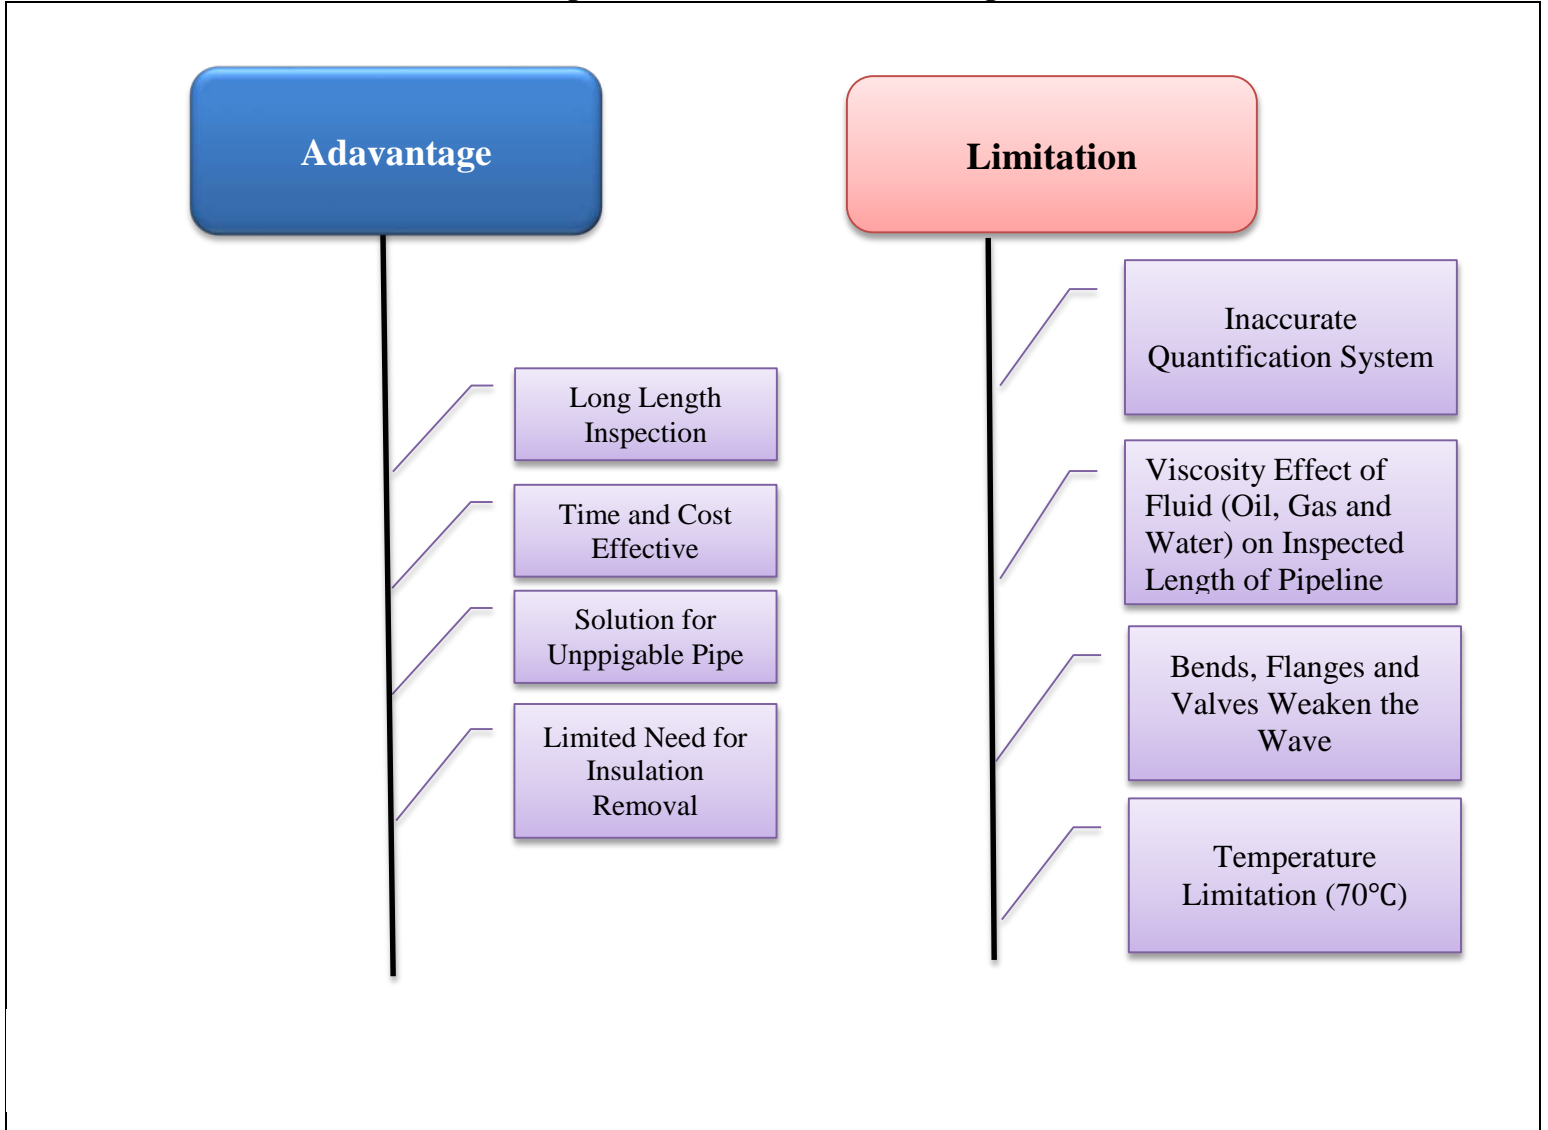 Adavantage
Long Length
Inspection
Time and Cost
Effective
Solution for
Unppigable Pipe
Limited Need for
Insulation
Removal
Limitation
Inaccurate
Quantification System
Viscosity Effect of
Fluid (Oil, Gas and
Water) on Inspected
Length of Pipeline
Bends, Flanges and
Valves Weaken the
Wave
Temperature
Limitation (70℃)